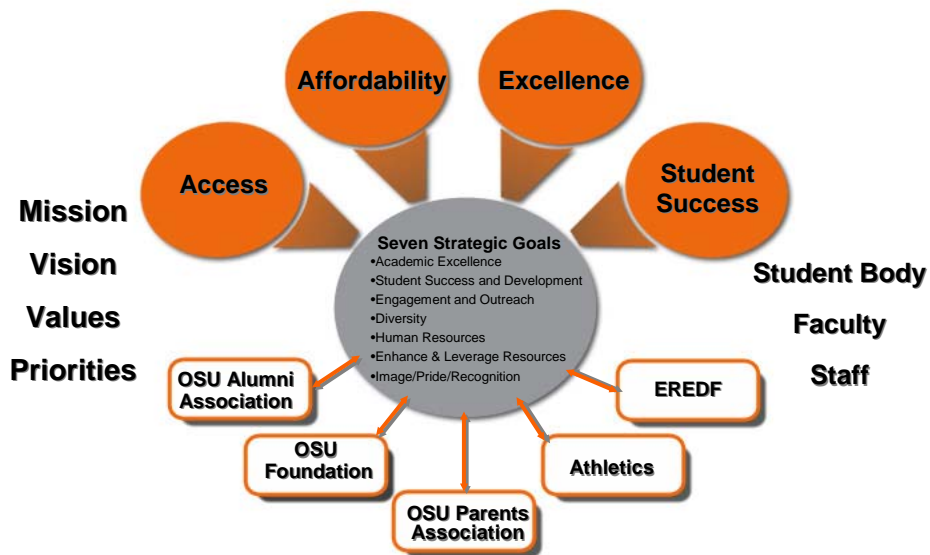 Affordability
Excellence
Access
Student
Success
Mission
Vision
Values
Priorities
Seven Strategic Goals
•Academic Excellence
•Student Success and Development
•Engagement and Outreach
•Diversity
•Human Resources
•Enhance & Leverage Resources
•Image/Pride/Recognition
Student Body
Faculty
Staff
OSU Alumni
Association
OSU
Foundation
OSU Parents
Association
Athletics
EREDF